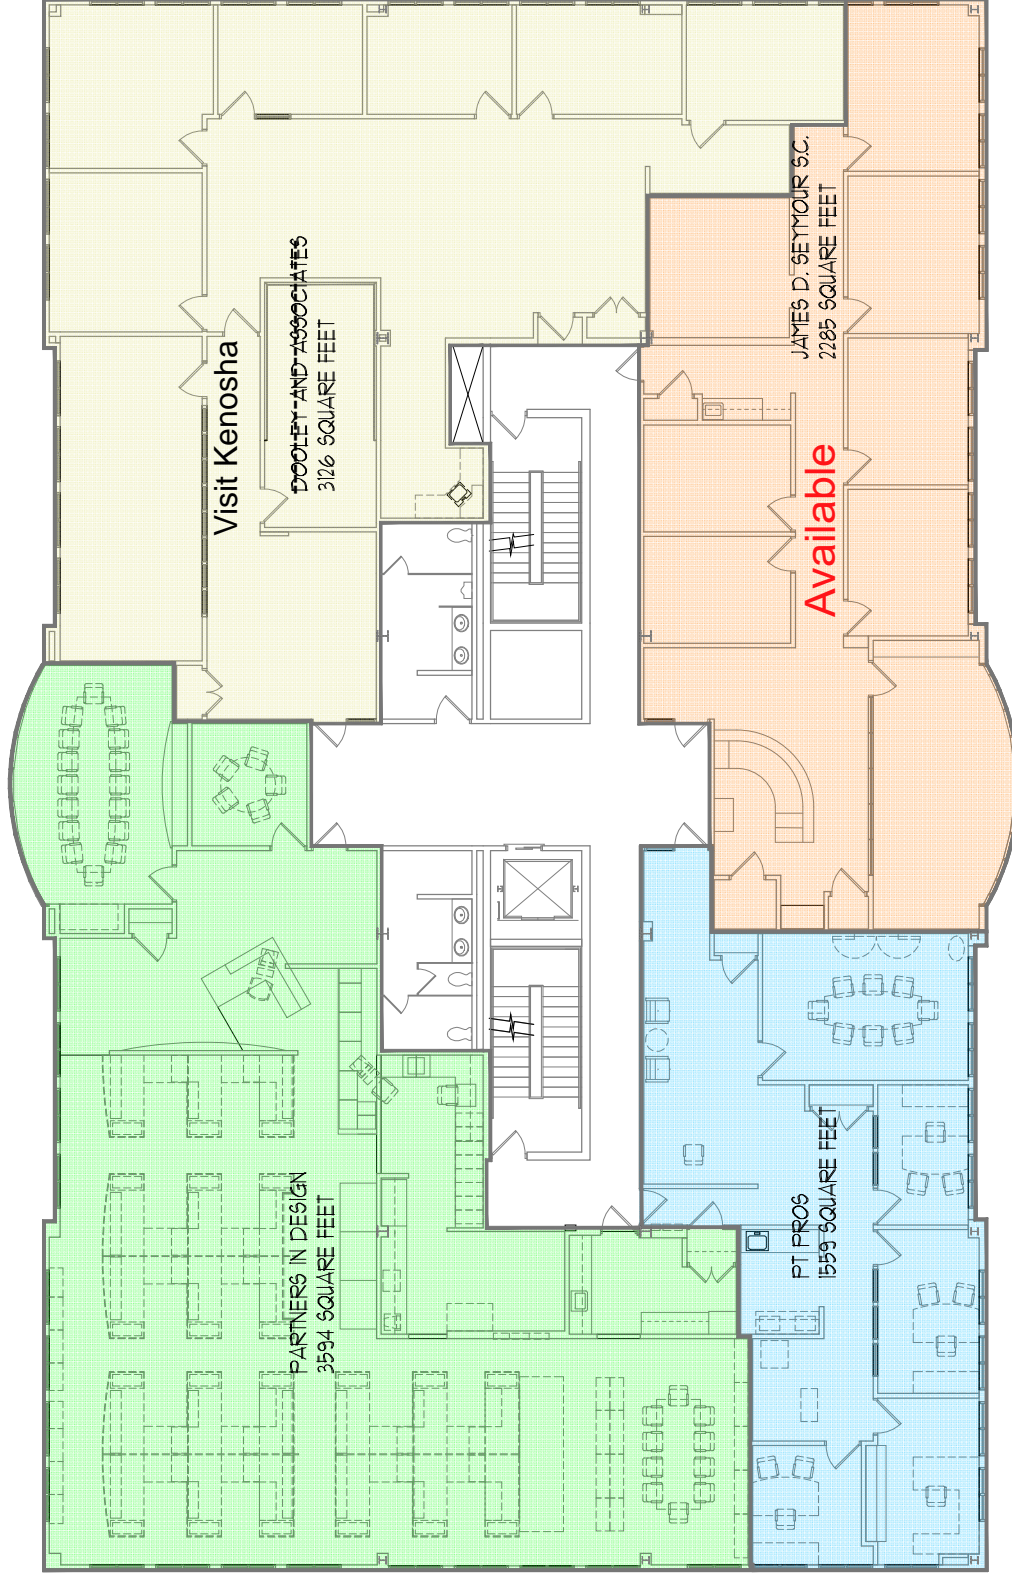 Visit Kenosha
DOOLEY AND ASSOCIATES
3126 SQUARE FEET
JAMES D. SEYMOUR S.C.
2285 SQUARE FEET
Available
PARTNERS IN DESIGN
3594 SQUARE FEET
PT PROS
1559 SQUARE FEET